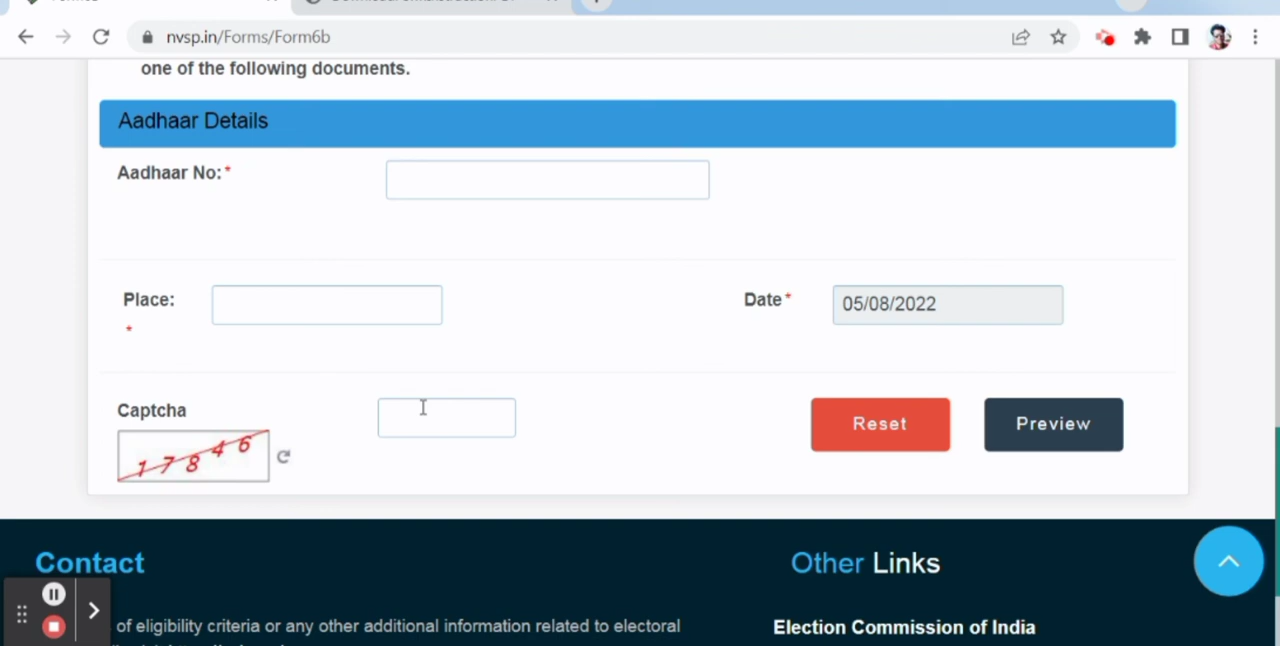 nvsp.in/Forms/Form6b
one of the following documents.
Aadhaar Details
Aadhaar No:*
Place:
*
Date*
05/08/2022
Captcha
17846
Reset
Preview
Contact
Other Links
of eligibility criteria or any other additional information related to electoral
Election Commission of India